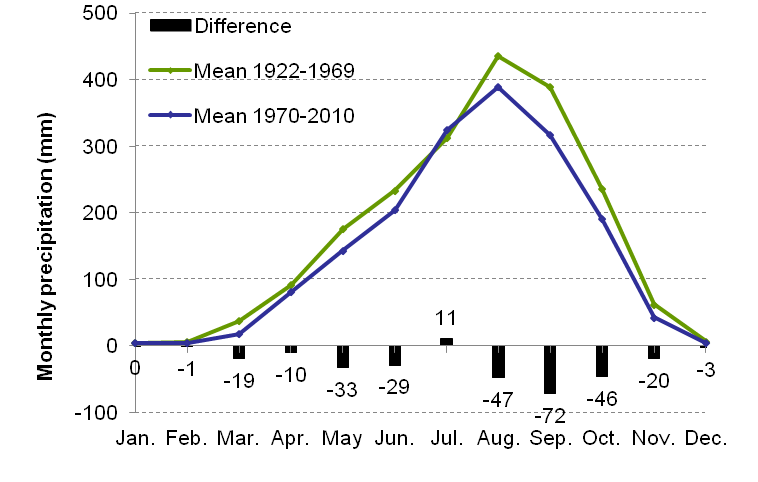 500
Difference
400
Mean 1922-1969
Mean 1970-2010
300
200
100
0
-100
Monthly precipitation (mm)
0 -1 -19 -10 -33 -29 11 -47 -72 -46 -20 -3
Jan. Feb. Mar. Apr. May Jun. Jul. Aug. Sep. Oct. Nov. Dec.